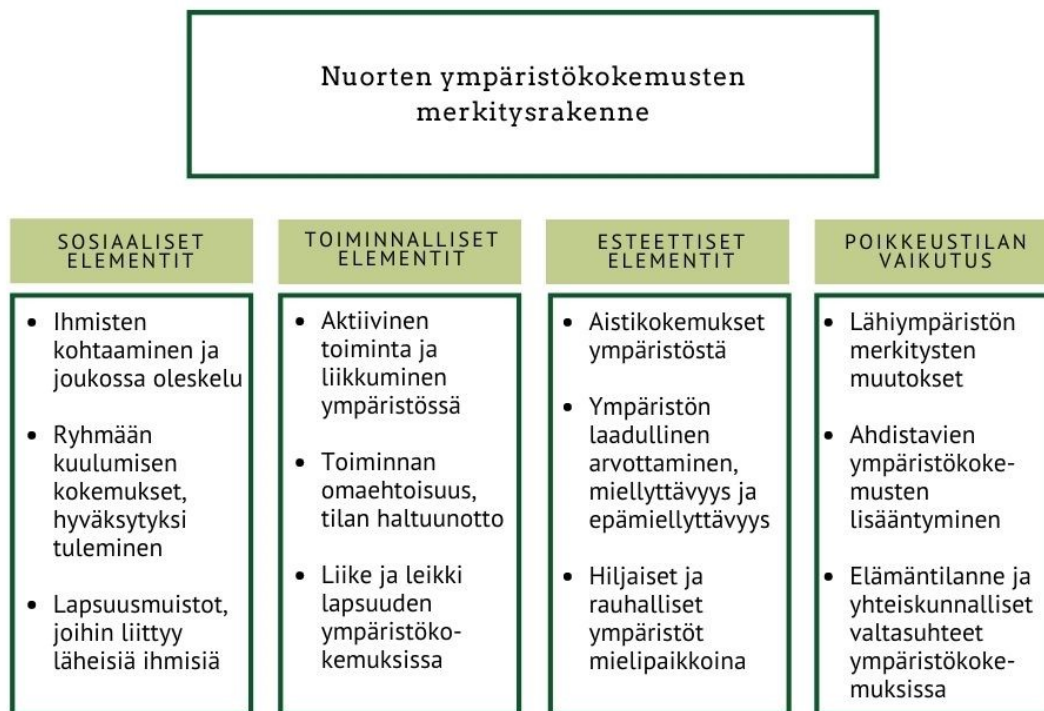 Nuorten ympäristökokemusten
merkitysrakenne
SOSIAALISET
ELEMENTIT
• Ihmisten
kohtaaminen ja
joukossa oleskelu
• Ryhmään
kuulumisen
kokemukset,
hyväksytyksi
tuleminen
• Lapsuusmuistot,
joihin liittyy
läheisiä ihmisiä
TOIMINNALLISET
ELEMENTIT
• Aktiivinen
toiminta ja
liikkuminen
ympäristössä
• Toiminnan
omaehtoisuus,
tilan haltuunotto
• Liike ja leikki
lapsuuden
ympäristöko-
kemuksissa
ESTEETTISET
ELEMENTIT
• Aistikokemukset
ympäristöstä
• Ympäristön
laadullinen
arvottaminen,
miellyttävyys ja
epämiellyttävyys
• Hiljaiset ja
rauhalliset
ympäristöt
mielipaikkoina
POIKKEUSTILAN
VAIKUTUS
• Lähiympäristön
merkitysten
muutokset
• Ahdistavien
ympäristökoke-
musten
lisääntyminen
• Elämäntilanne ja
yhteiskunnalliset
valtasuhteet
ympäristökoke-
muksissa